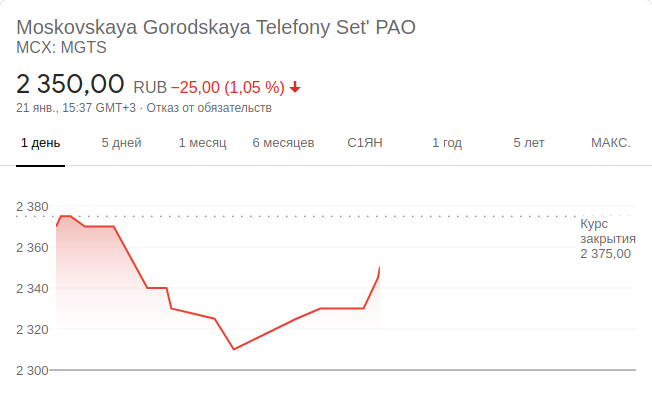 Moskovskaya Gorodskaya Telefony Set' PAO
MCX: MGTS
2 350,00 RUB −25,00 (1,05 %)
21 янв., 15:37 GMT+3 · Отказ от обязательств
1 день 5 дней 1 месяц 6 месяцев С1ЯН 1 год 5 лет МАКС.
2 380
Курс
закрытия
2 375,00
2 360
2 340
2 320
2 300